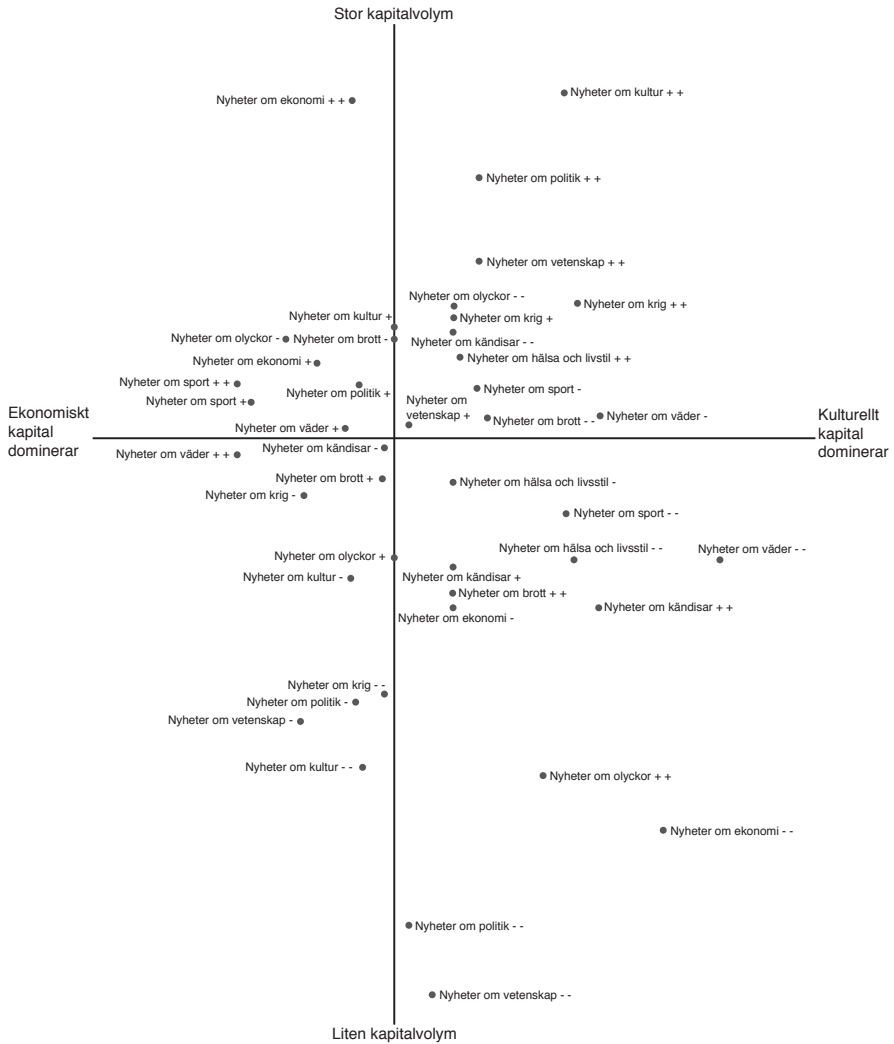 Stor kapitalvolym
Nyheter om kultur + +
Nyheter om ekonomi + +
Nyheter om politik + +
Nyheter om vetenskap + +
Nyheter om olyckor - -
Nyheter om krig + +
Nyheter om kultur +
Nyheter om krig +
Nyheter om olyckor -
Nyheter om brott -
Nyheter om kändisar - -
Nyheter om hälsa och livstil + +
Nyheter om ekonomi +
Nyheter om sport + +
Nyheter om politik +
Nyheter om sport -
Nyheter om sport +
Nyheter om
vetenskap +
Nyheter om brott - -
Nyheter om väder -
Ekonomiskt
kapital
dominerar
Kulturellt
kapital
dominerar
Nyheter om väder +
Nyheter om kändisar -
Nyheter om väder + +
Nyheter om brott +
Nyheter om hälsa och livsstil -
Nyheter om krig -
Nyheter om sport - -
Nyheter om hälsa och livsstil - -
Nyheter om väder - -
Nyheter om olyckor +
Nyheter om kultur -
Nyheter om kändisar +
Nyheter om brott + +
Nyheter om kändisar + +
Nyheter om ekonomi -
Nyheter om krig - -
Nyheter om politik -
Nyheter om vetenskap -
Nyheter om kultur - -
Nyheter om olyckor + +
Nyheter om ekonomi - -
Nyheter om politik - -
Nyheter om vetenskap - -
Liten kapitalvolym